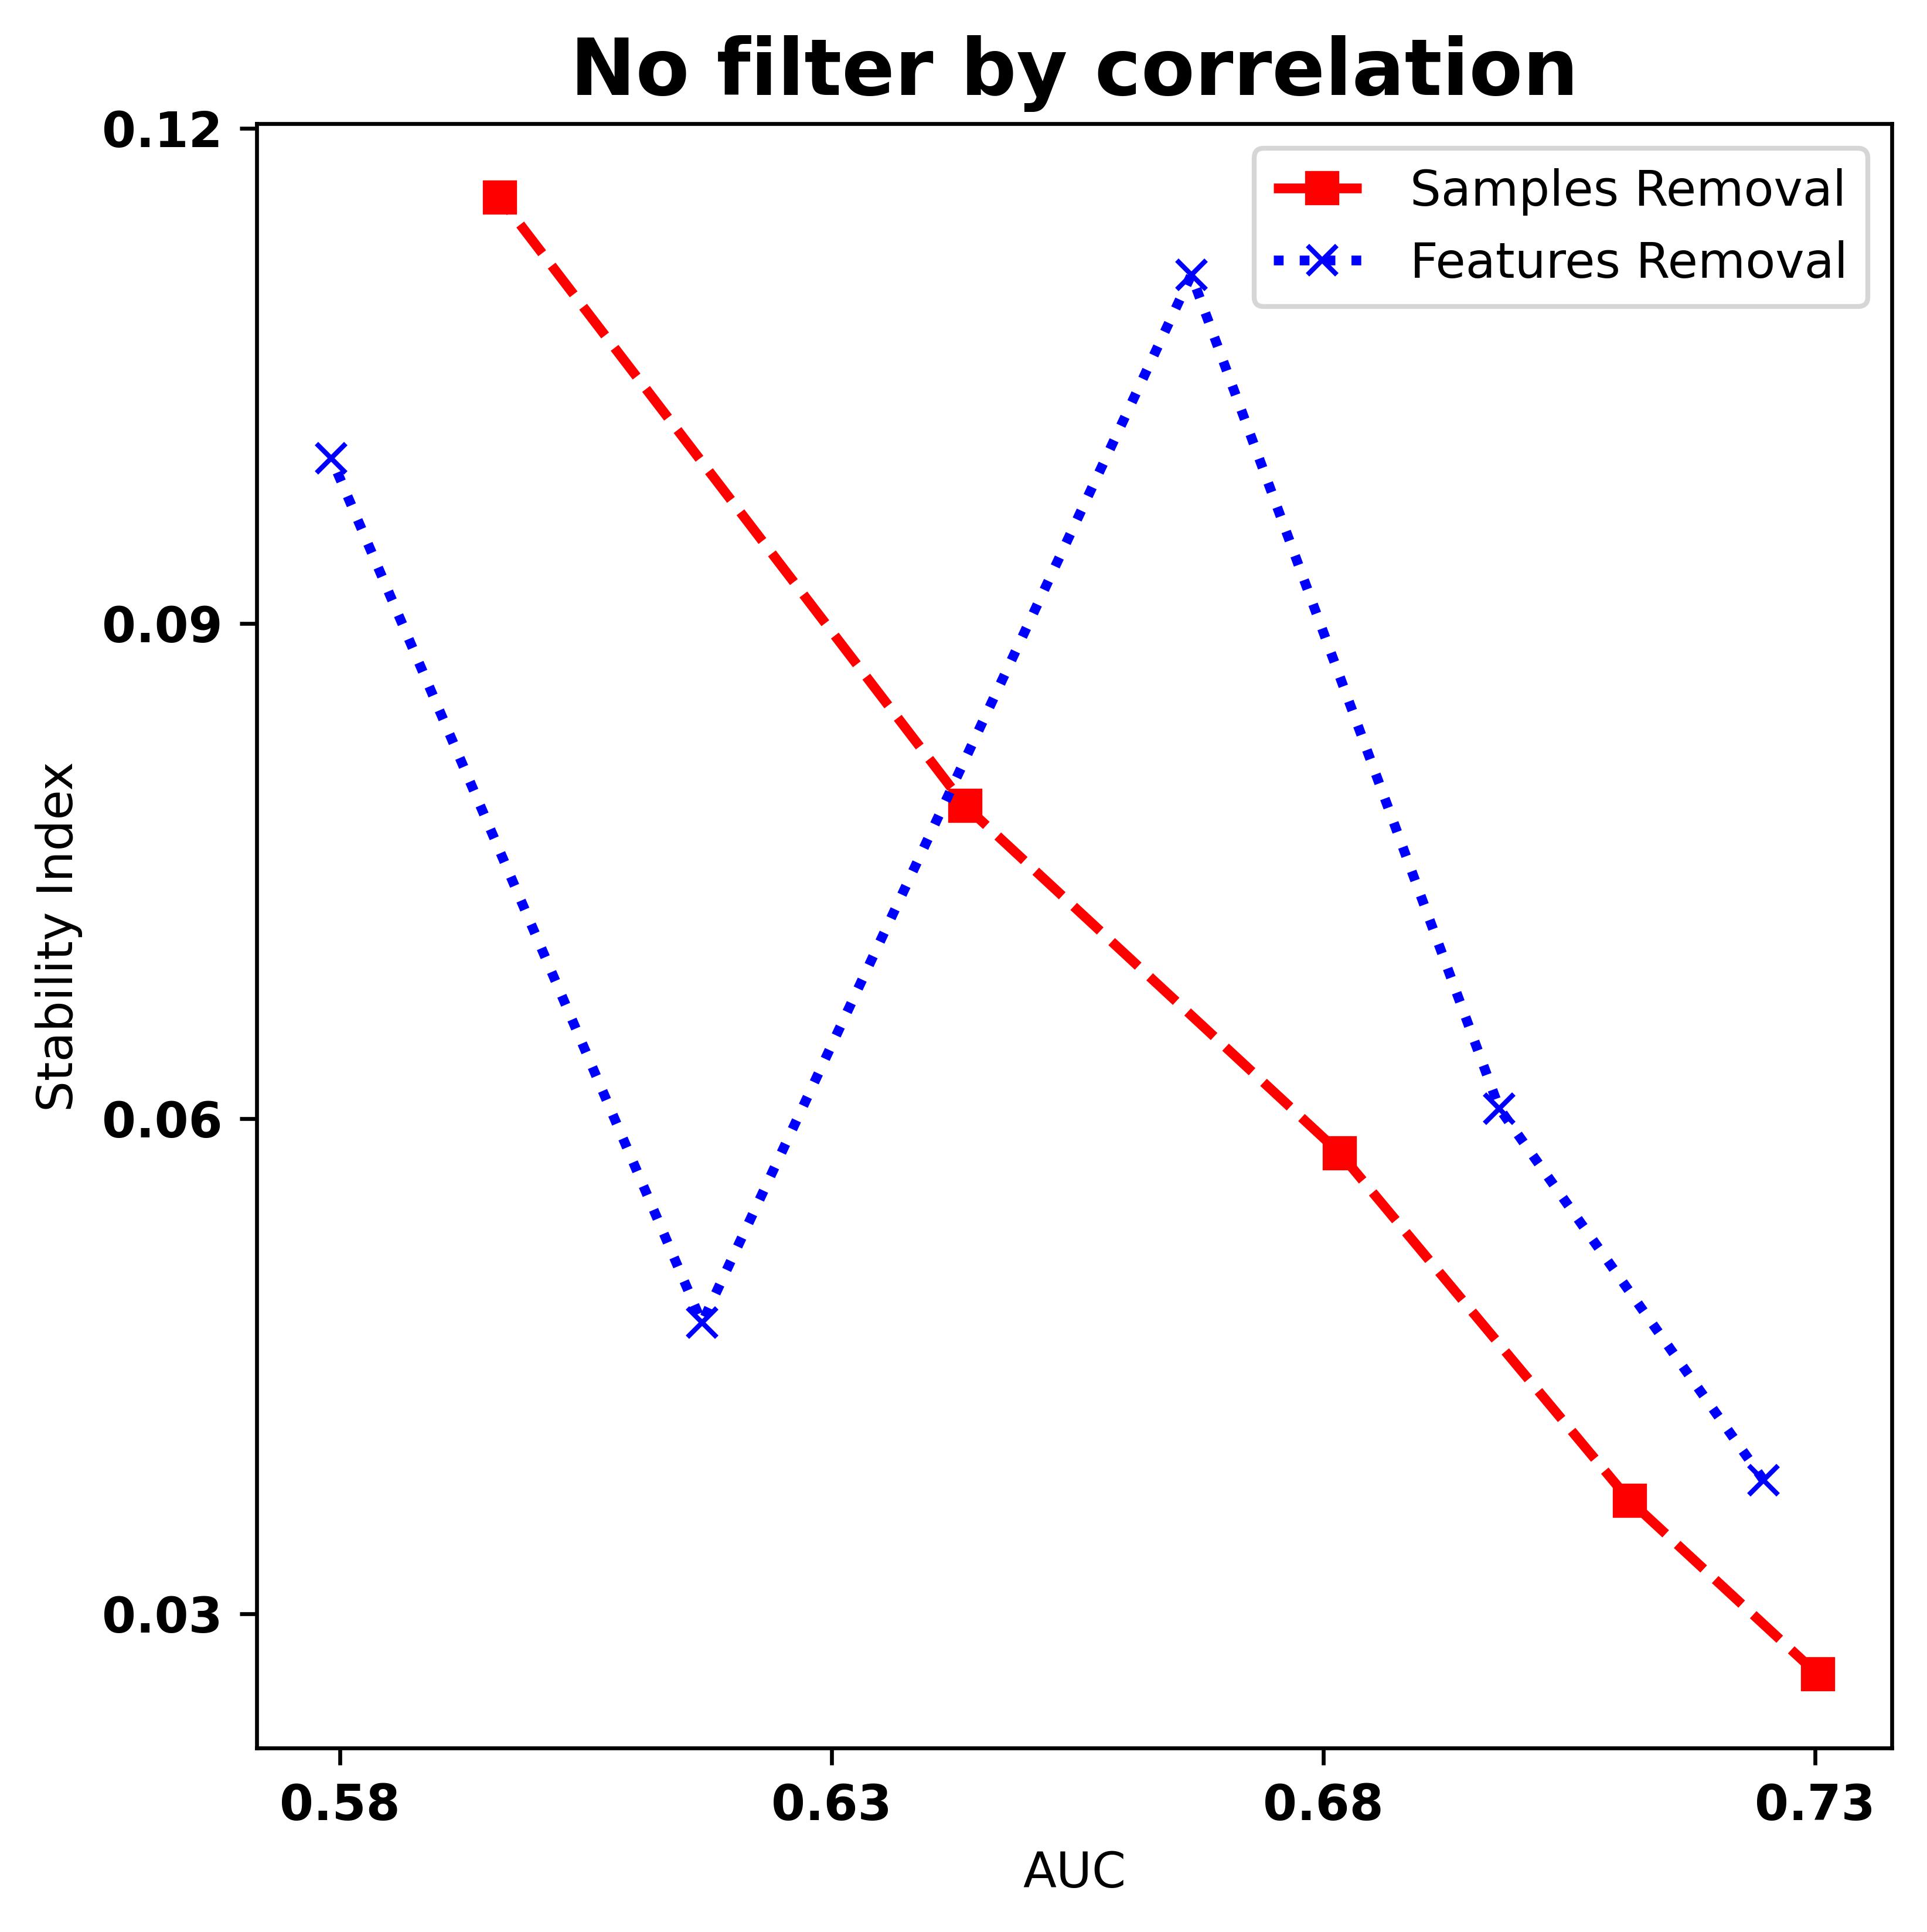 No filter by correlation
0.12
Samples Removal
Features Removal
0.09
Stability Index
0.06
0.03
0.58 0.63 0.68 0.73
AUC